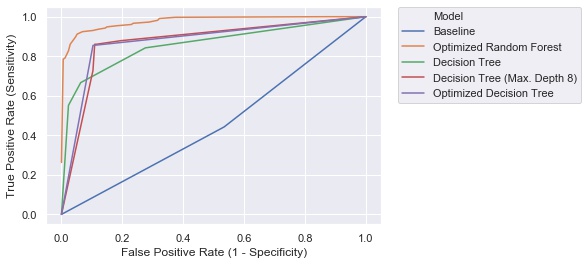 Model
Baseline
Optimized Random Forest
Decision Tree
Decision Tree (Max. Depth 8)
Optimized Decision Tree
True Positive Rate (Sensitivity)
1.0
0.8
0.6
0.4
0.2
0.0
0.0 0.2 0.4 0.6 0.8 1.0
False Positive Rate (1 - Specificity)